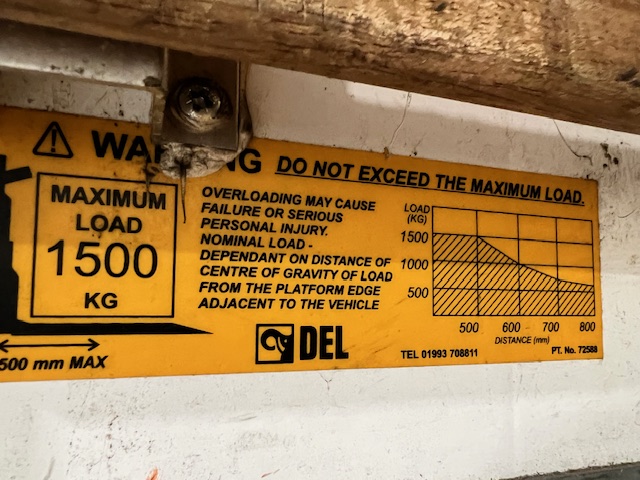 WARNING DO NOT EXCEED THE MAXIMUM LOAD.
MAXIMUM
LOAD
1500
KG
500 mm MAX
OVERLOADING MAY CAUSE
FAILURE OR SERIOUS
PERSONAL INJURY.
NOMINAL LOAD -
DEPENDANT ON DISTANCE OF
CENTRE OF GRAVITY OF LOAD
FROM THE PLATFORM EDGE
ADJACENT TO THE VEHICLE
DEL
LOAD
(KG)
1500
1000
500
500 600 700 800
DISTANCE (mm)
TEL 01993 708811
PT. No. 72588